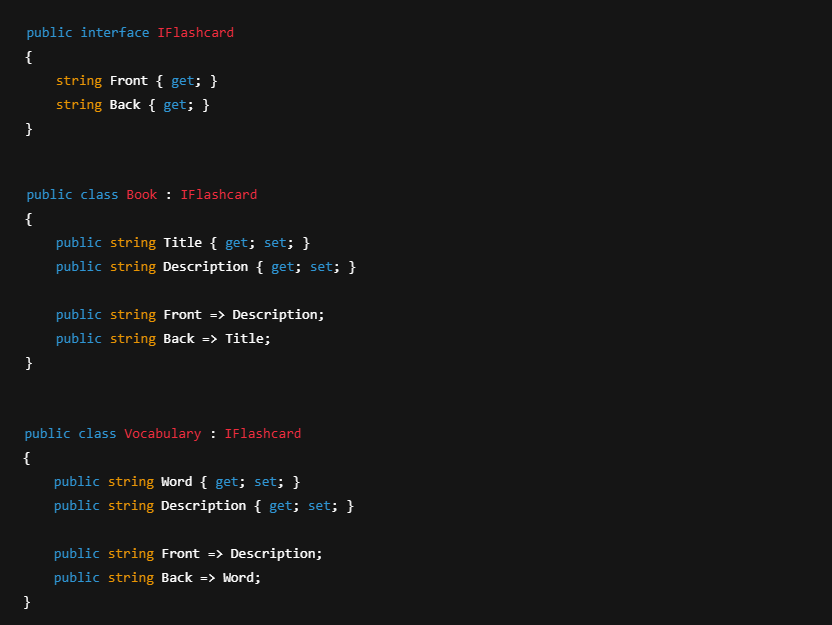 public interface IFlashcard
{
    string Front { get; }
    string Back { get; }
}
public class Book : IFlashcard
{
    public string Title { get; set; }
    public string Description { get; set; }
    public string Front => Description;
    public string Back => Title;
}
public class Vocabulary : IFlashcard
{
    public string Word { get; set; }
    public string Description { get; set; }
    public string Front => Description;
    public string Back => Word;
}